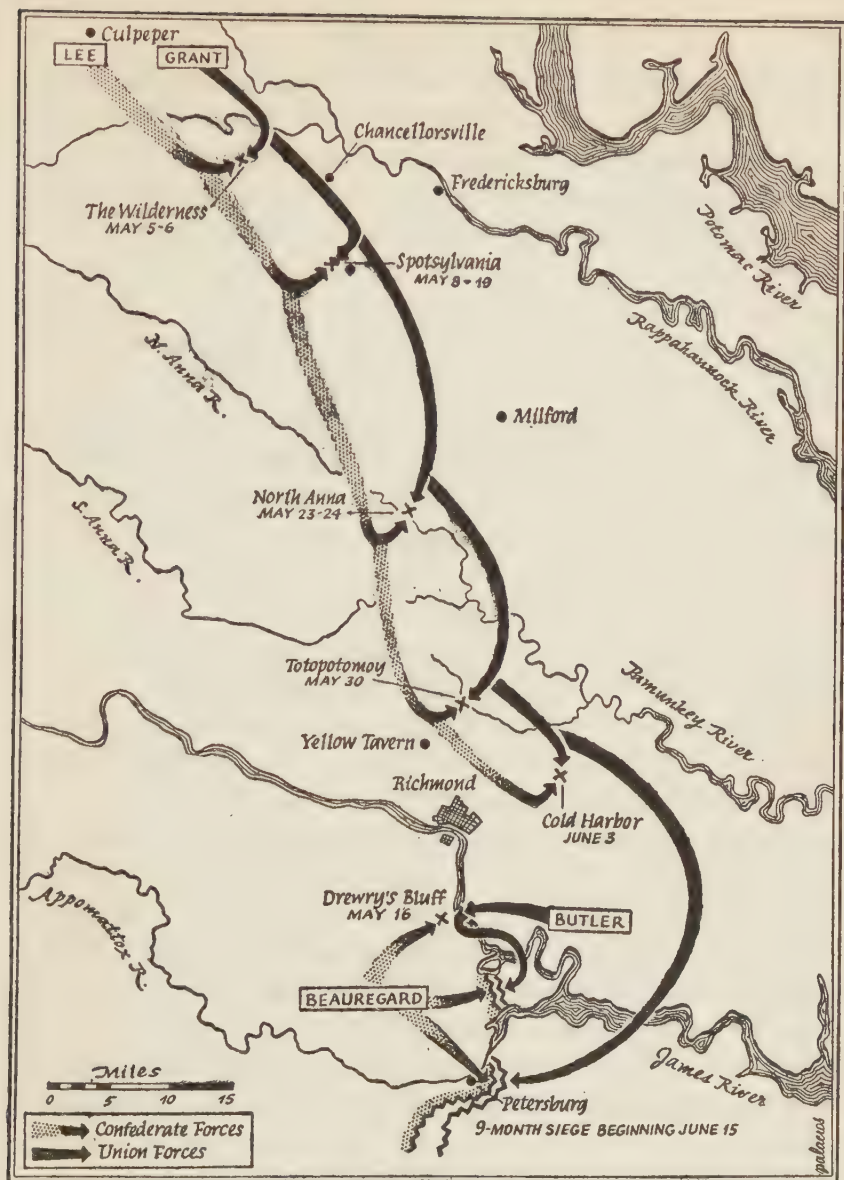 Culpeper
LEE
GRANT
Chancellorsville
Fredericksburg
The Wilderness
MAY 5-6
Potomac River
Spotsylvania
MAY 8-19
Rappahannock River
N. Anna R.
Milford
S. Anna R.
North Anna
MAY 23-24
Totopotomoy
MAY 30
Pamunkey River
Yellow Tavern
Richmond
Cold Harbor
JUNE 3
Appomattox R.
Drewry's Bluff
MAY 16
BUTLER
BEAUREGARD
James River
Miles
0 5 10 15
Petersburg
9-MONTH SIEGE BEGINNING JUNE 15
Confederate Forces
Union Forces
palacios